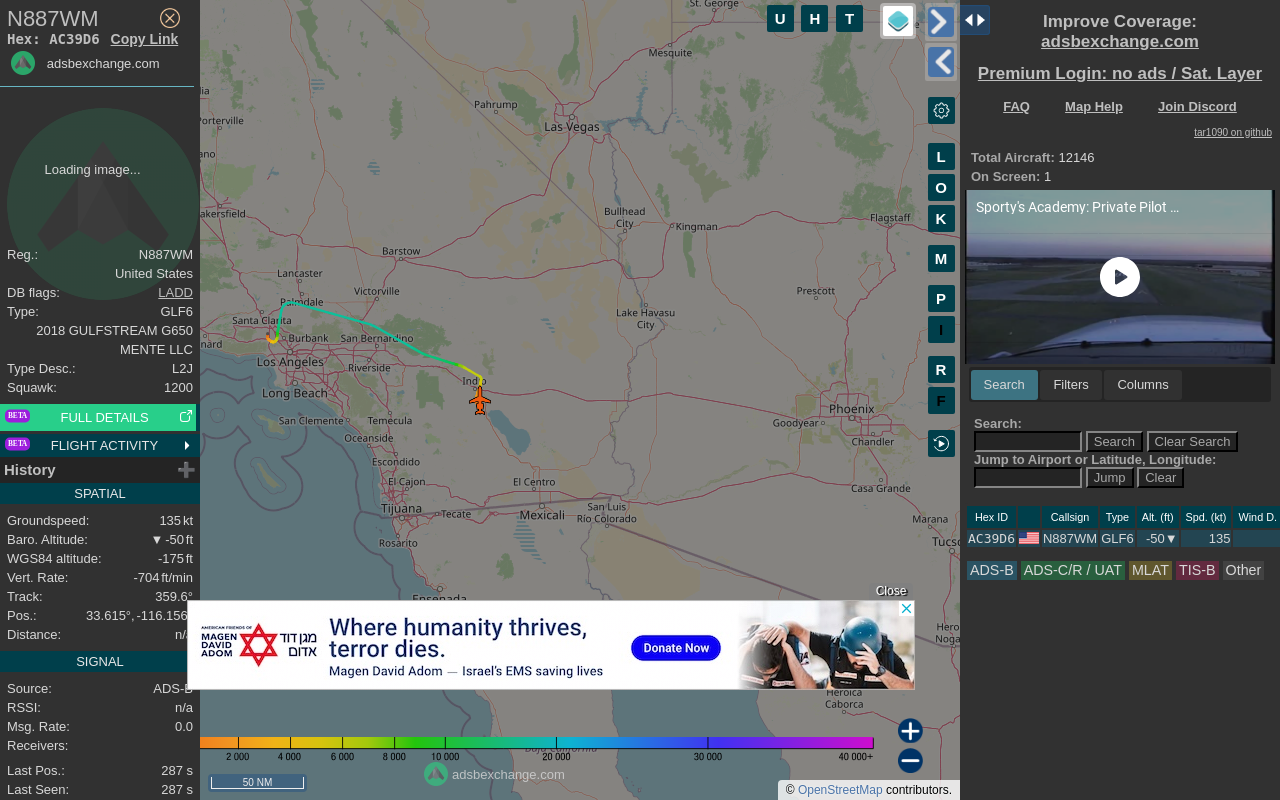 N887WM
Hex: AC39D6 Copy Link
adsbexchange.com
Loading image...
Reg.: N887WM
United States
DB flags: LADD
Type: GLF6
2018 GULFSTREAM G650
MENTE LLC
Type Desc.: L2J
Squawk: 1200
BETA FULL DETAILS
BETA FLIGHT ACTIVITY
History
SPATIAL
Groundspeed: 135 kt
Baro. Altitude: ▼ -50 ft
WGS84 altitude: -175 ft
Vert. Rate: -704 ft/min
Track: 359.6°
Pos.: 33.615°, -116.156
Distance: n/a
SIGNAL
Source: ADS-B
RSSI: n/a
Msg. Rate: 0.0
Receivers:
Last Pos.: 287 s
Last Seen: 287 s
U H T
L
O
K
M
P
I
R
F
St. George
Mesquite
Pahrump
Las Vegas
Porterville
Bullhead
City
Kingman
Flagstaff
akersfield
Barstow
Lancaster
Palmdale
Victorville
Prescott
Santa Clarita
Lake Havasu
City
Burbank
San Bernardino
nard
Los Angeles
Riverside
Indio
Long Beach
San Clemente
Temecula
Phoenix
Goodyear
Chandler
Oceanside
Escondido
El Cajon
El Centro
Casa Grande
Tijuana
Tecate
Mexicali
San Luis
Río Colorado
Marana
Rosarito
Tucso
Ensenada
Heroica
Caborca
Baja California
Close
AMERICAN FRIENDS OF
MAGEN
DAVID
ADOM
מגן דוד
אדום
Where humanity thrives,
terror dies.
Magen David Adom — Israel's EMS saving lives
Donate Now
2 000 4 000 6 000 8 000 10 000 20 000 30 000 40 000+
adsbexchange.com
50 NM
© OpenStreetMap contributors.
Improve Coverage:
adsbexchange.com
Premium Login: no ads / Sat. Layer
FAQ Map Help Join Discord
tar1090 on github
Total Aircraft: 12146
On Screen: 1
Sporty's Academy: Private Pilot ...
Search Filters Columns
Search:
Search Clear Search
Jump to Airport or Latitude, Longitude:
Jump Clear
Hex ID Callsign Type Alt. (ft) Spd. (kt) Wind D.
AC39D6 N887WM GLF6 -50▼ 135
ADS-B ADS-C/R / UAT MLAT TIS-B Other